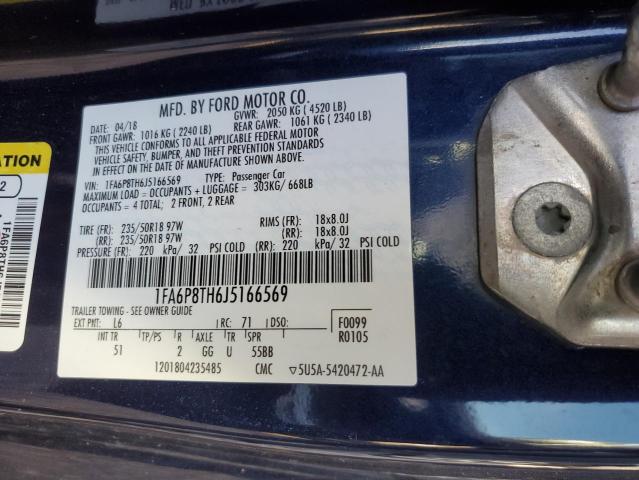 MFD. BY FORD MOTOR CO.
DATE: 04/18 GVWR: 2050 KG ( 4520 LB)
FRONT GAWR: 1016 KG ( 2240 LB) REAR GAWR: 1061 KG ( 2340 LB)
THIS VEHICLE CONFORMS TO ALL APPLICABLE FEDERAL MOTOR
VEHICLE SAFETY, BUMPER, AND THEFT PREVENTION STANDARDS
IN EFFECT ON THE DATE OF MANUFACTURE SHOWN ABOVE.
VIN: 1FA6P8TH6J5166569 TYPE: Passenger Car
MAXIMUM LOAD = OCCUPANTS + LUGGAGE = 303KG/ 668LB
OCCUPANTS = 4 TOTAL; 2 FRONT, 2 REAR
TIRE (FR): 235/50R18 97W RIMS (FR): 18x8.0J
(RR): 235/50R18 97W (RR): 18x8.0J
PRESSURE (FR): 220 kPa/ 32 PSI COLD (RR): 220 kPa/ 32 PSI COLD
1FA6P8TH6J5166569
TRAILER TOWING - SEE OWNER GUIDE
EXT PNT: L6 RC: 71 DSO: F0099
INT TR TP/PS R AXLE TR SPR R0105
51 2 GG U 55BB
1201804235485 CMC 5U5A-5420472-AA
ATION
2